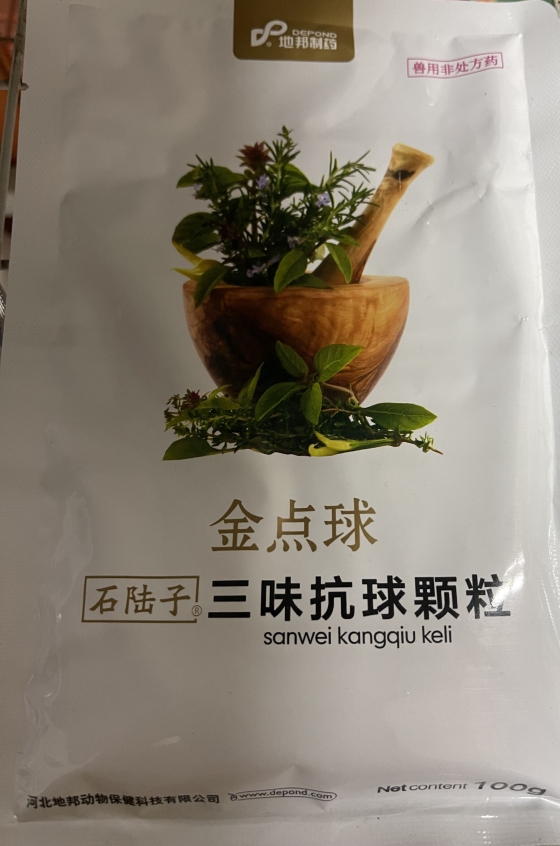 DEPOND
地邦制药
兽用非处方药
金点球
石陆子® 三味抗球颗粒
sanwei kangqiu keli
河北地邦动物保健科技有限公司 www.depond.com Net content 100g